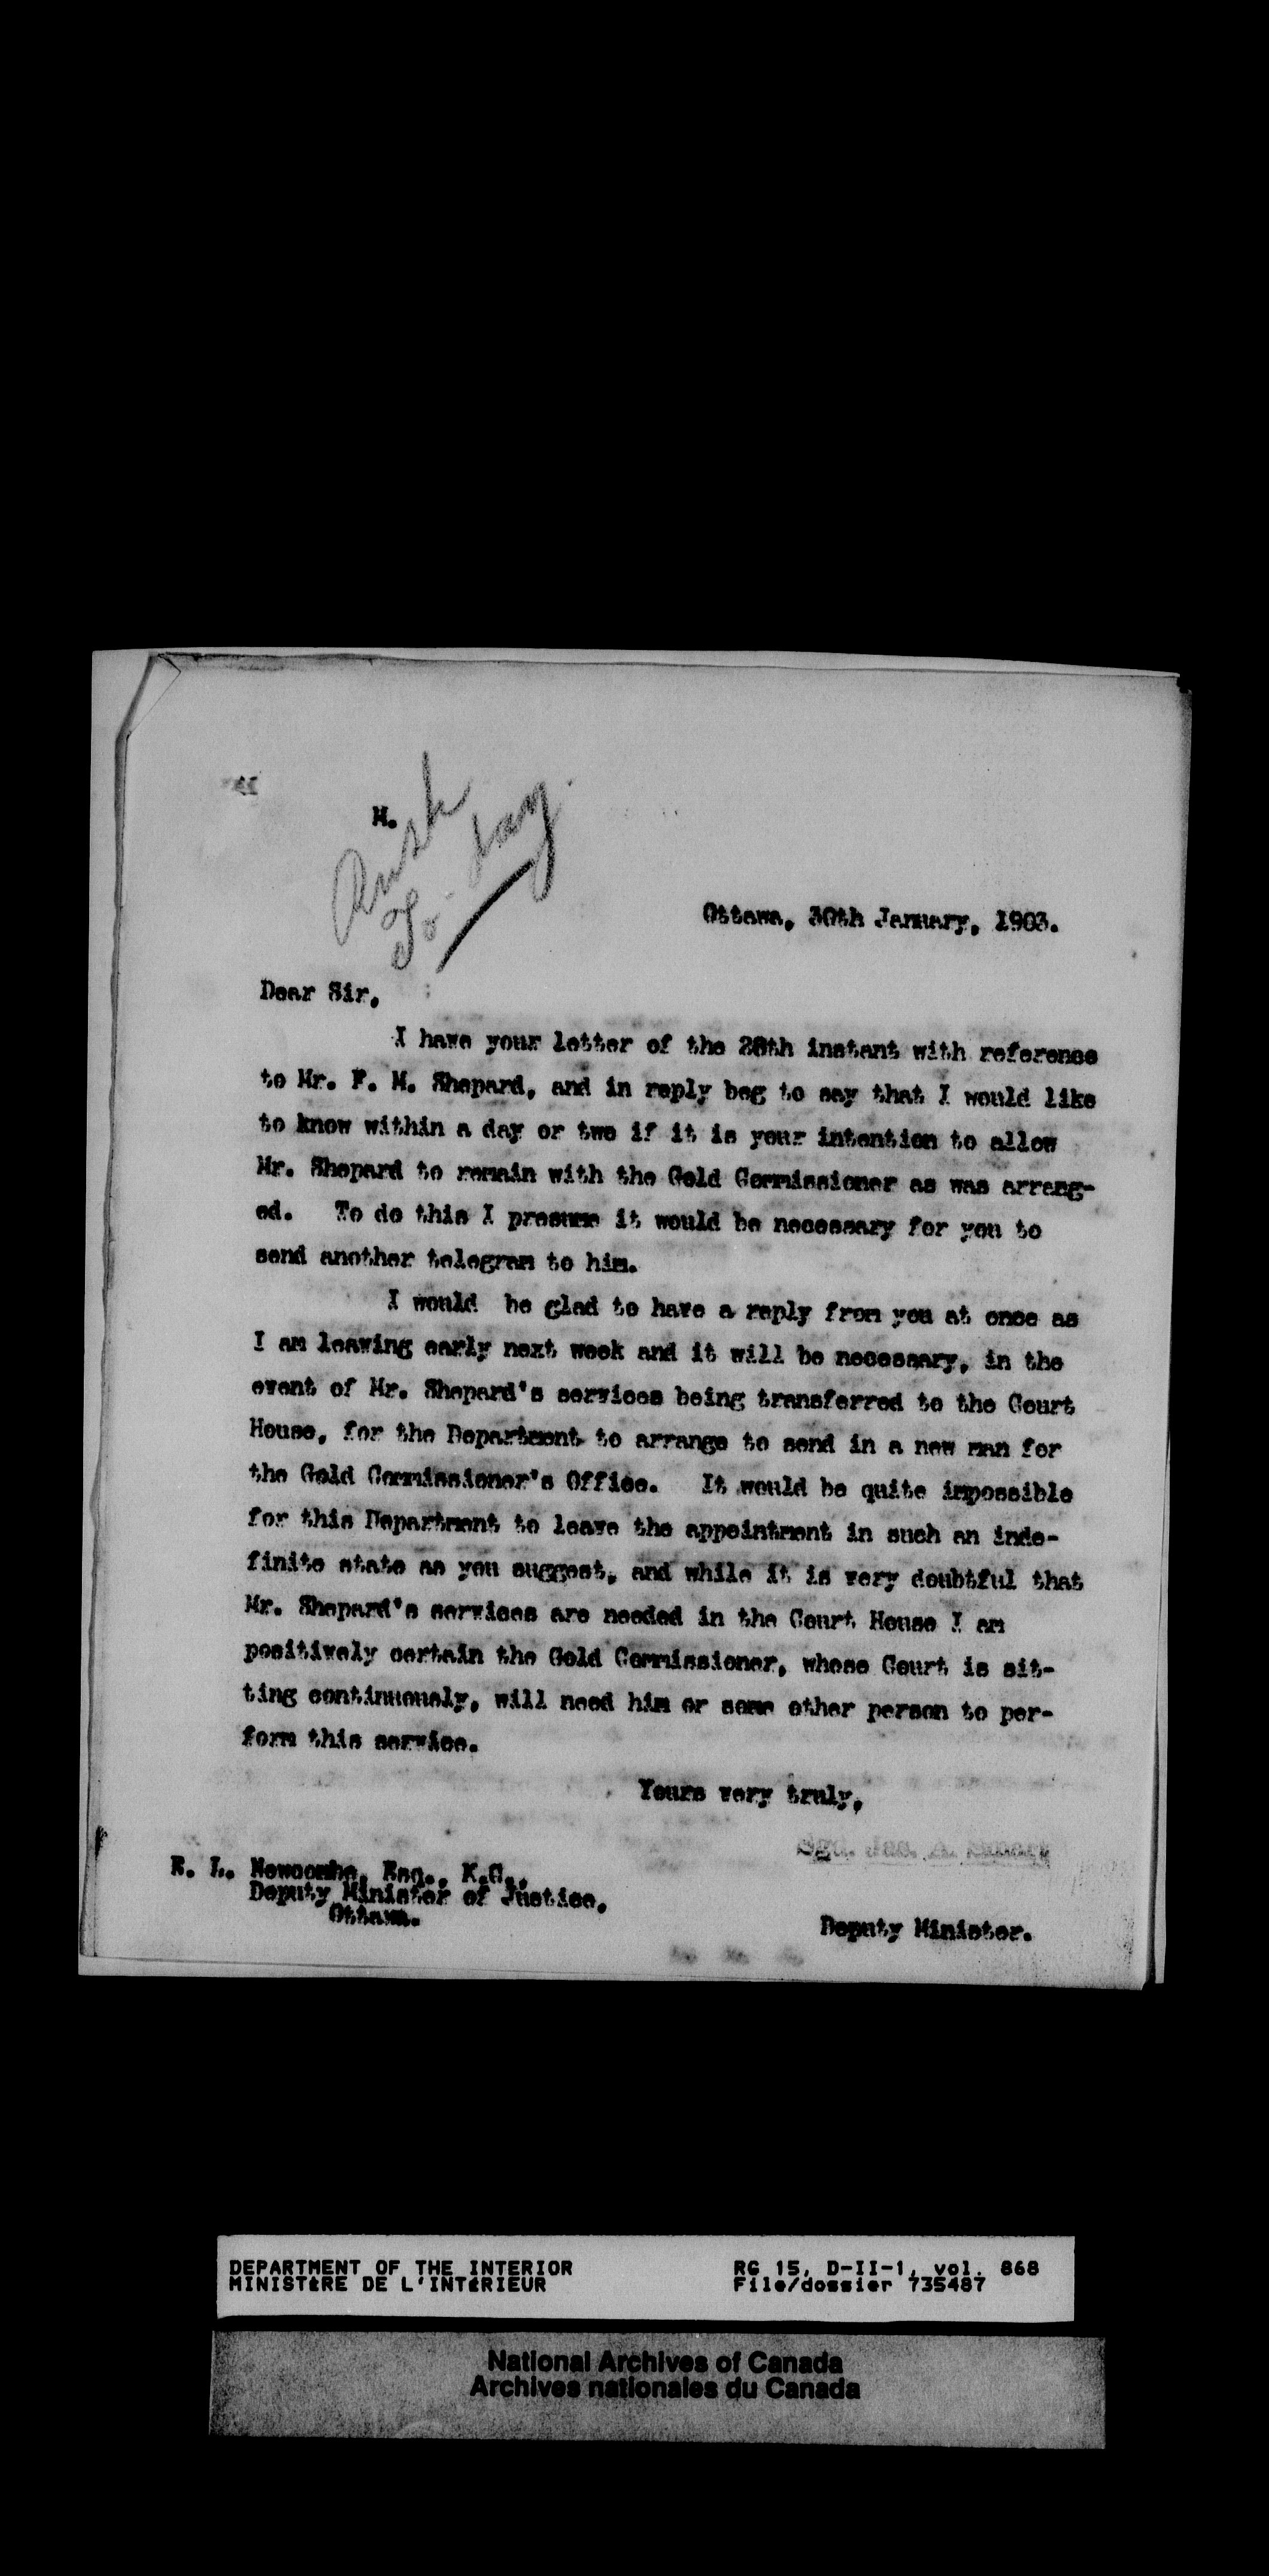 M.
Rush
To-day
Ottawa, 30th January, 1903.
Dear Sir,
I have your letter of the 28th instant with reference
to Mr. F. M. Shepard, and in reply beg to say that I would like
to know within a day or two if it is your intention to allow
Mr. Shepard to remain with the Gold Commissioner as was arrang-
ed. To do this I presume it would be necessary for you to
send another telegram to him.
I would be glad to have a reply from you at once as
I am leaving early next week and it will be necessary, in the
event of Mr. Shepard's services being transferred to the Court
House, for the Department to arrange to send in a new man for
the Gold Commissioner's Office. It would be quite impossible
for this Department to leave the appointment in such an inde-
finite state as you suggest, and while it is very doubtful that
Mr. Shepard's services are needed in the Court House I am
positively certain the Gold Commissioner, whose Court is sit-
ting continuously, will need him or some other person to per-
form this service.
Yours very truly,
Sgd. Jas. A. Smart
E. L. Newcombe, Esq., K.C.,
Deputy Minister of Justice,
Ottawa.
Deputy Minister.
DEPARTMENT OF THE INTERIOR
MINISTÈRE DE L'INTÉRIEUR
RG 15, D-II-1, vol. 868
File/dossier 735487
National Archives of Canada
Archives nationales du Canada